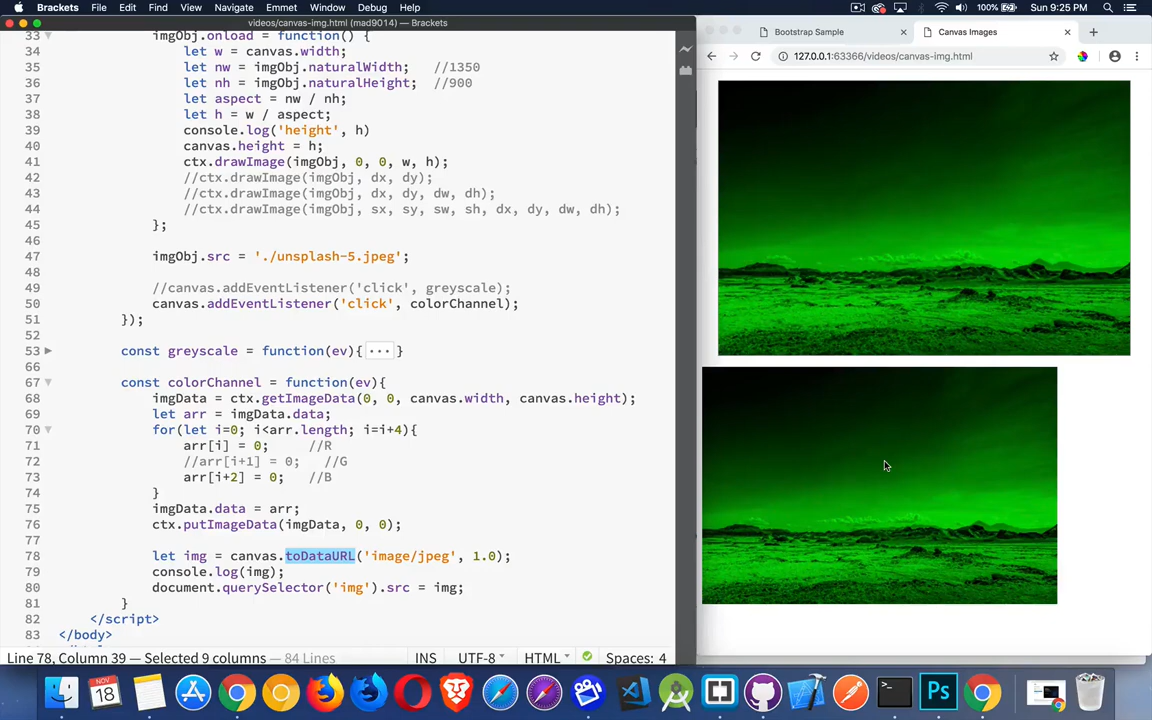 Brackets File Edit Find View Navigate Emmet Window Debug Help
100% Sun 9:25 PM
videos/canvas-img.html (mad9014) — Brackets
33 imgObj.onload = function() {
34 let w = canvas.width;
35 let nw = imgObj.naturalWidth; //1350
36 let nh = imgObj.naturalHeight; //900
37 let aspect = nw / nh;
38 let h = w / aspect;
39 console.log('height', h)
40 canvas.height = h;
41 ctx.drawImage(imgObj, 0, 0, w, h);
42 //ctx.drawImage(imgObj, dx, dy);
43 //ctx.drawImage(imgObj, dx, dy, dw, dh);
44 //ctx.drawImage(imgObj, sx, sy, sw, sh, dx, dy, dw, dh);
45 };
46
47 imgObj.src = './unsplash-5.jpeg';
48
49 //canvas.addEventListener('click', greyscale);
50 canvas.addEventListener('click', colorChannel);
51 });
52
53 const greyscale = function(ev){ ... }
66
67 const colorChannel = function(ev){
68 imgData = ctx.getImageData(0, 0, canvas.width, canvas.height);
69 let arr = imgData.data;
70 for(let i=0; i<arr.length; i=i+4){
71 arr[i] = 0; //R
72 //arr[i+1] = 0; //G
73 arr[i+2] = 0; //B
74 }
75 imgData.data = arr;
76 ctx.putImageData(imgData, 0, 0);
77
78 let img = canvas.toDataURL('image/jpeg', 1.0);
79 console.log(img);
80 document.querySelector('img').src = img;
81 }
82 </script>
83 </body>
Line 78, Column 39 — Selected 9 columns — 84 Lines INS UTF-8 HTML Spaces: 4
Bootstrap Sample
Canvas Images
127.0.0.1:63366/videos/canvas-img.html
NOV
18
Ps